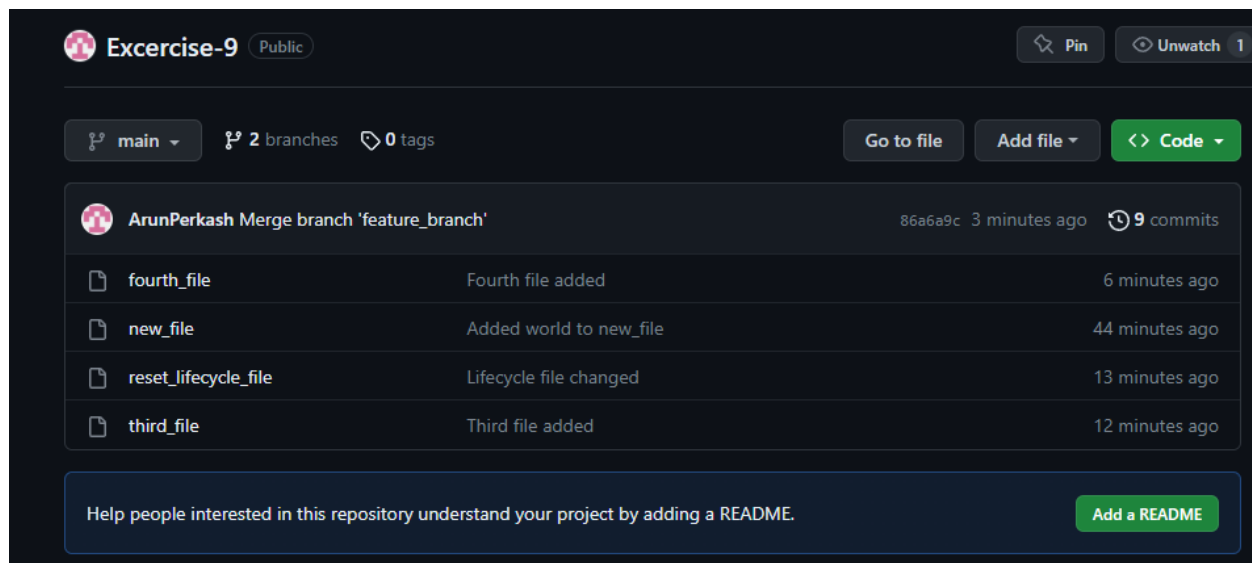 Excercise-9 Public Pin Unwatch 1
main 2 branches 0 tags Go to file Add file Code
ArunPerkash Merge branch 'feature_branch' 86a6a9c 3 minutes ago 9 commits
fourth_file Fourth file added 6 minutes ago
new_file Added world to new_file 44 minutes ago
reset_lifecycle_file Lifecycle file changed 13 minutes ago
third_file Third file added 12 minutes ago
Help people interested in this repository understand your project by adding a README. Add a README